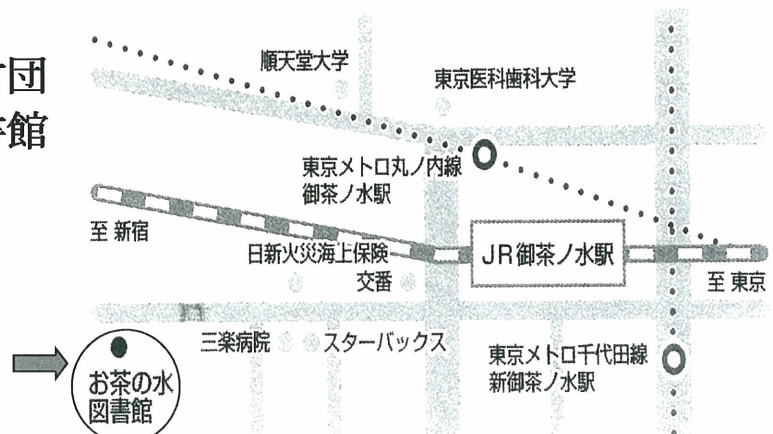 団
館
順天堂大学
東京医科歯科大学
東京メトロ丸ノ内線
御茶ノ水駅
至 新宿
日新火災海上保険
交番
JR御茶ノ水駅
至 東京
三楽病院
スターバックス
東京メトロ千代田線
新御茶ノ水駅
お茶の水
図書館